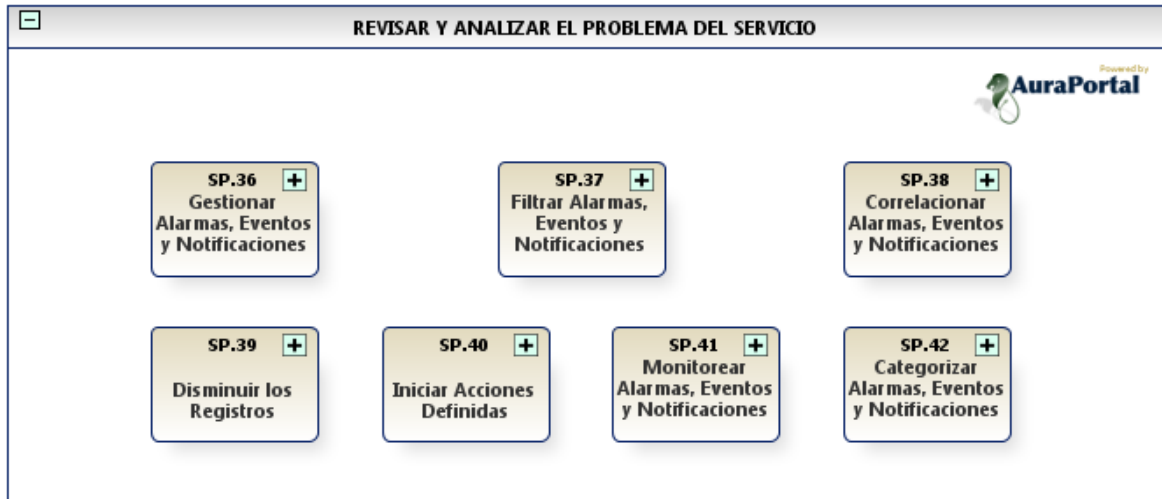 REVISAR Y ANALIZAR EL PROBLEMA DEL SERVICIO
Powered by
AuraPortal
SP.36
Gestionar
Alarmas, Eventos
y Notificaciones
SP.37
Filtrar Alarmas,
Eventos y
Notificaciones
SP.38
Correlacionar
Alarmas, Eventos
y Notificaciones
SP.39
Disminuir los
Registros
SP.40
Iniciar Acciones
Definidas
SP.41
Monitorear
Alarmas, Eventos
y Notificaciones
SP.42
Categorizar
Alarmas, Eventos
y Notificaciones